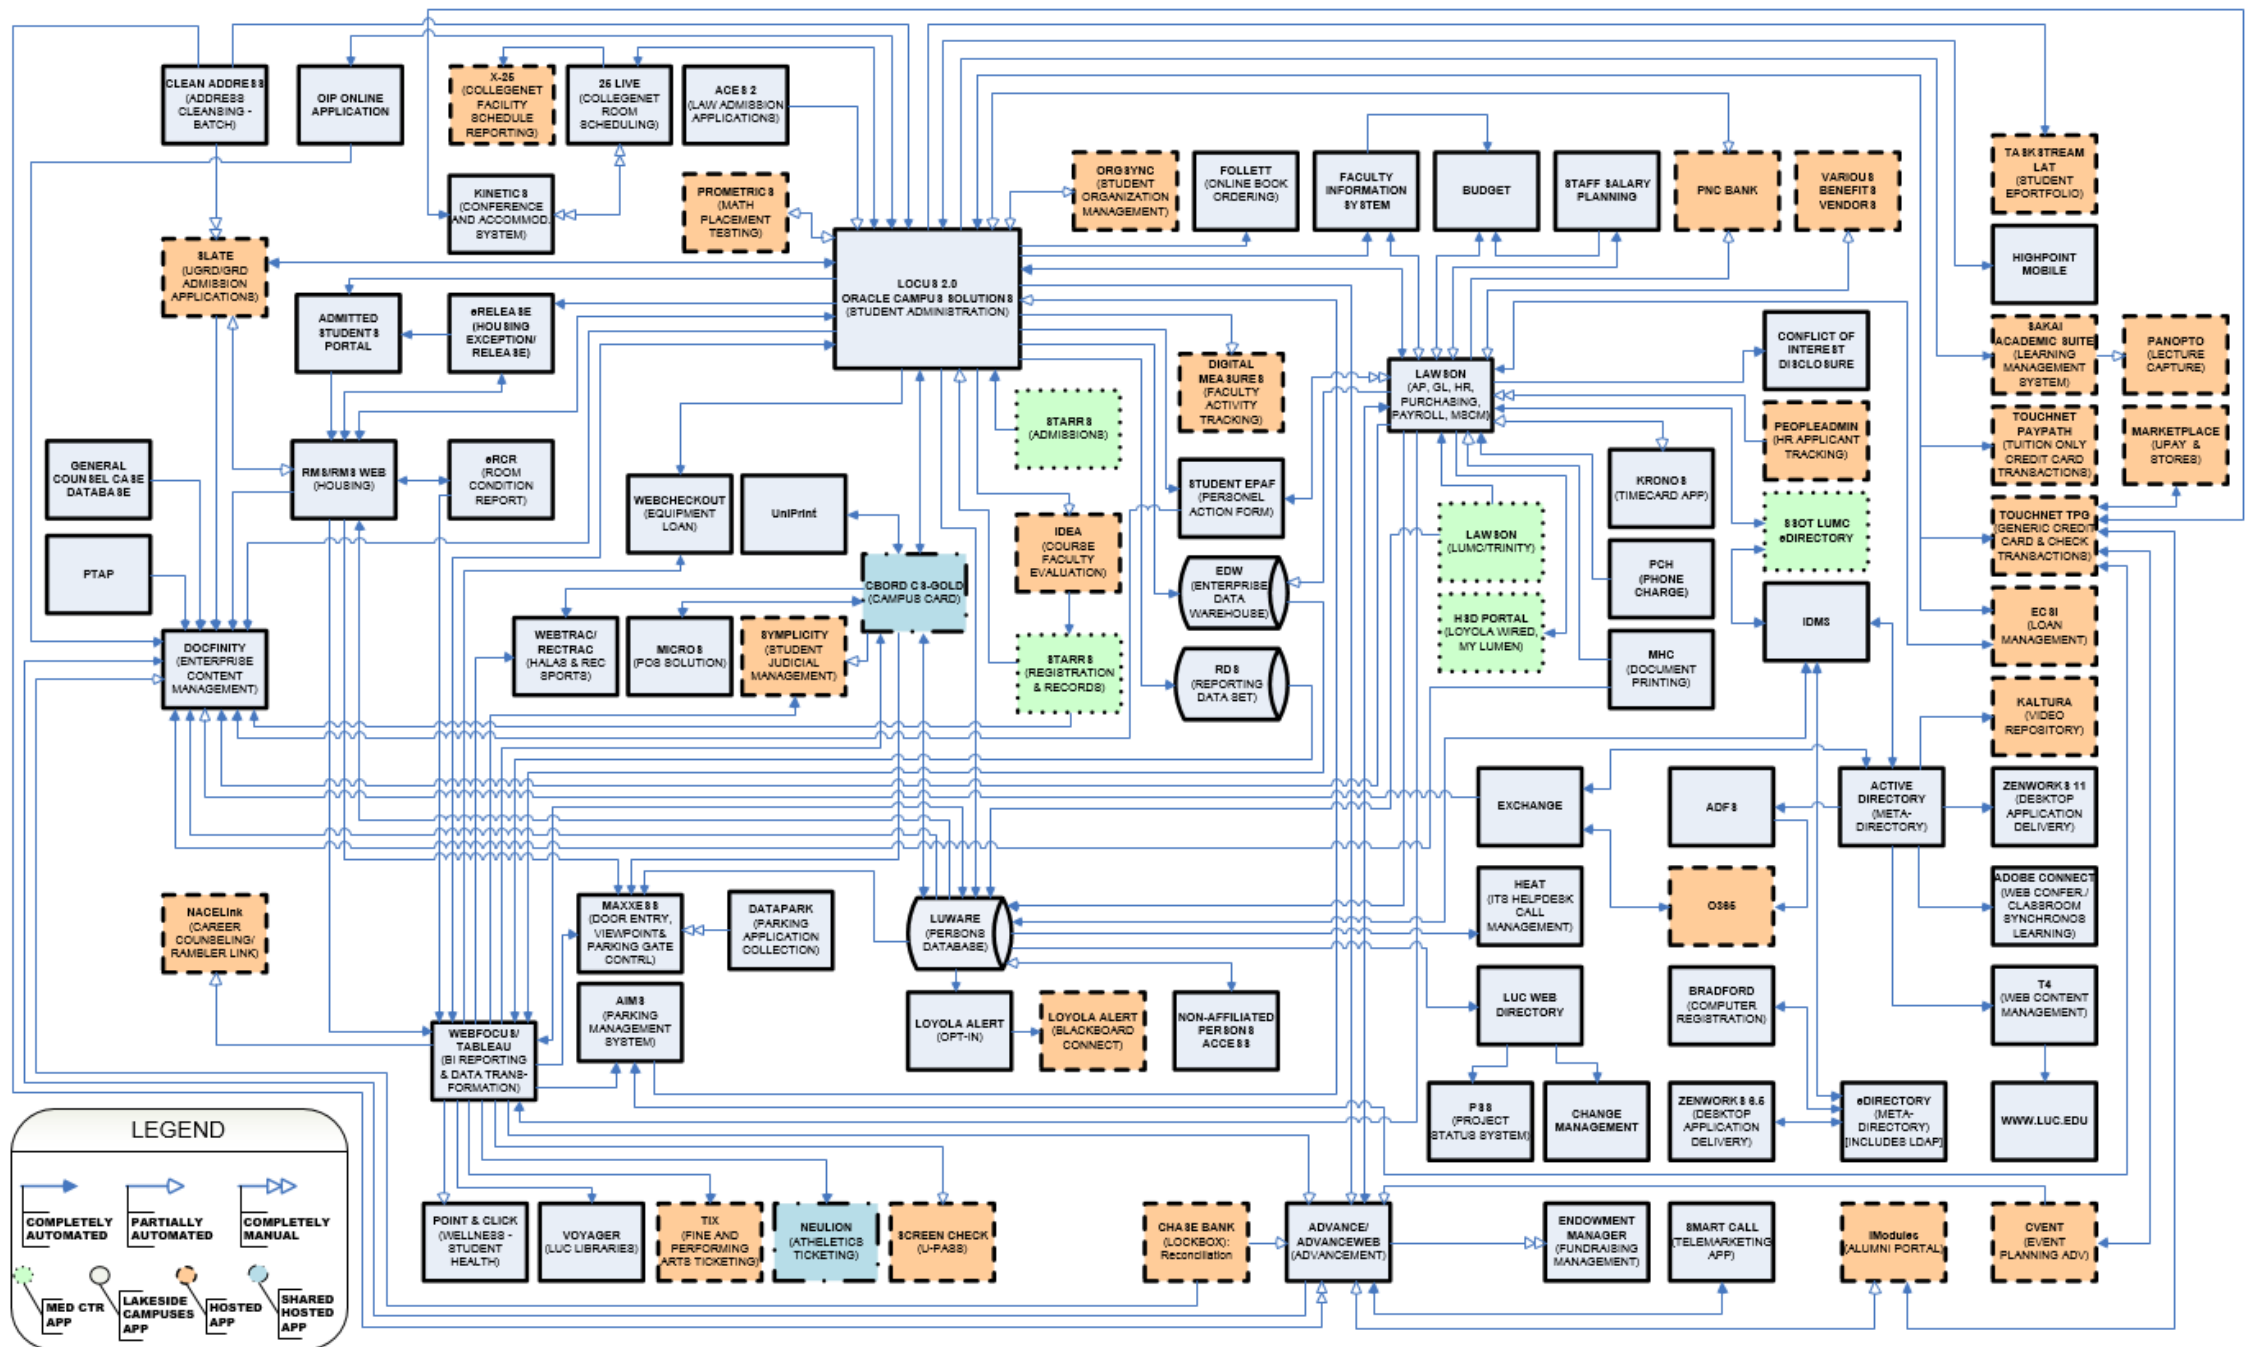 CLEAN ADDRESS
(ADDRESS
CLEANSING -
BATCH)
OIP ONLINE
APPLICATION
X-25
(COLLEGENET
FACILITY
SCHEDULE
REPORTING)
25 LIVE
(COLLEGENET
ROOM
SCHEDULING)
ACES 2
(LAW ADMISSION
APPLICATIONS)
KINETICS
(CONFERENCE
AND ACCOMMOD.
SYSTEM)
PROMETRICS
(MATH
PLACEMENT
TESTING)
ORGSYNC
(STUDENT
ORGANIZATION
MANAGEMENT)
FOLLETT
(ONLINE BOOK
ORDERING)
FACULTY
INFORMATION
SYSTEM
BUDGET
STAFF SALARY
PLANNING
PNC BANK
VARIOUS
BENEFITS
VENDORS
TASKSTREAM
LAT
(STUDENT
EPORTFOLIO)
HIGHPOINT
MOBILE
SLATE
(UGRD/GRD
ADMISSION
APPLICATIONS)
ADMITTED
STUDENTS
PORTAL
eRELEASE
(HOUSING
EXCEPTION/
RELEASE)
LOCUS 2.0
ORACLE CAMPUS SOLUTIONS
(STUDENT ADMINISTRATION)
DIGITAL
MEASURES
(FACULTY
ACTIVITY
TRACKING)
LAWSON
(AP, GL, HR,
PURCHASING,
PAYROLL, MSCM)
CONFLICT OF
INTEREST
DISCLOSURE
SAKAI
ACADEMIC SUITE
(LEARNING
MANAGEMENT
SYSTEM)
PANOPTO
(LECTURE
CAPTURE)
STARRS
(ADMISSIONS)
PEOPLEADMIN
(HR APPLICANT
TRACKING)
TOUCHNET
PAYPATH
(TUITION ONLY
CREDIT CARD
TRANSACTIONS)
MARKETPLACE
(UPAY &
STORES)
GENERAL
COUNSEL CASE
DATABASE
RMS/RMS WEB
(HOUSING)
eRCR
(ROOM
CONDITION
REPORT)
WEBCHECKOUT
(EQUIPMENT
LOAN)
UniPrint
STUDENT EPAF
(PERSONEL
ACTION FORM)
KRONOS
(TIMECARD APP)
SSOT LUMC
eDIRECTORY
TOUCHNET TPG
(GENERIC CREDIT
CARD & CHECK
TRANSACTIONS)
PTAP
CBORD CS-GOLD
(CAMPUS CARD)
IDEA
(COURSE
FACULTY
EVALUATION)
LAWSON
(LUMC/TRINITY)
EDW
(ENTERPRISE
DATA
WAREHOUSE)
PCH
(PHONE
CHARGE)
HSD PORTAL
(LOYOLA WIRED,
MY LUMEN)
IDMS
ECSI
(LOAN
MANAGEMENT)
DOCFINITY
(ENTERPRISE
CONTENT
MANAGEMENT)
WEBTRAC/
RECTRAC
(HALAS & REC
SPORTS)
MICROS
(POS SOLUTION)
SYMPLICITY
(STUDENT
JUDICIAL
MANAGEMENT)
STARRS
(REGISTRATION
& RECORDS)
RDS
(REPORTING
DATA SET)
MHC
(DOCUMENT
PRINTING)
KALTURA
(VIDEO
REPOSITORY)
EXCHANGE
ADFS
ACTIVE
DIRECTORY
(META-
DIRECTORY)
ZENWORKS 11
(DESKTOP
APPLICATION
DELIVERY)
NACELink
(CAREER
COUNSELING/
RAMBLER LINK)
MAXXESS
(DOOR ENTRY,
VIEWPOINT&
PARKING GATE
CONTRL)
DATAPARK
(PARKING
APPLICATION
COLLECTION)
LUWARE
(PERSONS
DATABASE)
HEAT
(ITS HELPDESK
CALL
MANAGEMENT)
O365
ADOBE CONNECT
(WEB CONFER./
CLASSROOM
SYNCHRONOS
LEARNING)
WEBFOCUS/
TABLEAU
(BI REPORTING
& DATA TRANS-
FORMATION)
AIMS
(PARKING
MANAGEMENT
SYSTEM)
LOYOLA ALERT
(OPT-IN)
LOYOLA ALERT
(BLACKBOARD
CONNECT)
NON-AFFILIATED
PERSONS
ACCESS
LUC WEB
DIRECTORY
BRADFORD
(COMPUTER
REGISTRATION)
T4
(WEB CONTENT
MANAGEMENT)
PSS
(PROJECT
STATUS SYSTEM)
CHANGE
MANAGEMENT
ZENWORKS 6.5
(DESKTOP
APPLICATION
DELIVERY)
eDIRECTORY
(META-
DIRECTORY)
[INCLUDES LDAP]
WWW.LUC.EDU
LEGEND
COMPLETELY
AUTOMATED
PARTIALLY
AUTOMATED
COMPLETELY
MANUAL
MED CTR
APP
LAKESIDE
CAMPUSES
APP
HOSTED
APP
SHARED
HOSTED
APP
POINT & CLICK
(WELLNESS -
STUDENT
HEALTH)
VOYAGER
(LUC LIBRARIES)
TIX
(FINE AND
PERFORMING
ARTS TICKETING)
NEULION
(ATHELETICS
TICKETING)
SCREEN CHECK
(U-PASS)
CHASE BANK
(LOCKBOX):
Reconciliation
ADVANCE/
ADVANCEWEB
(ADVANCEMENT)
ENDOWMENT
MANAGER
(FUNDRAISING
MANAGEMENT)
SMART CALL
(TELEMARKETING
APP)
iModules
(ALUMNI PORTAL)
CVENT
(EVENT
PLANNING ADV)